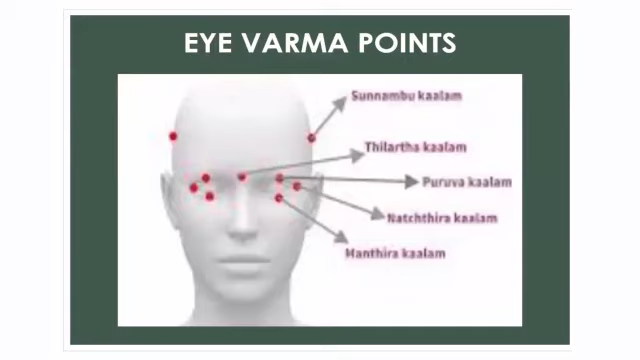 EYE VARMA POINTS
Sunnambu kaalam
Thilartha kaalam
Puruva kaalam
Natchthira kaalam
Manthira kaalam